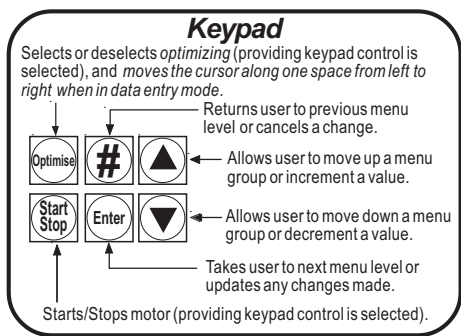 Keypad
Selects or deselects optimizing (providing keypad control is
selected), and moves the cursor along one space from left to
right when in data entry mode.
Returns user to previous menu
level or cancels a change.
Optimise
#
Allows user to move up a menu
group or increment a value.
Start
Stop
Enter
Allows user to move down a menu
group or decrement a value.
Takes user to next menu level or
updates any changes made.
Starts/Stops motor (providing keypad control is selected).